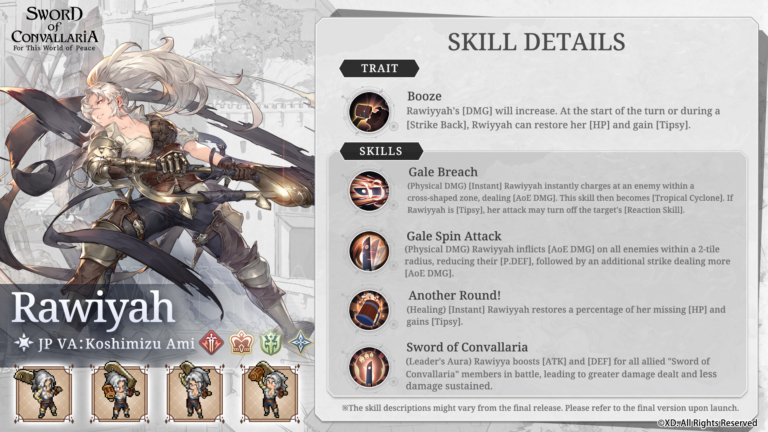 SWORD
of
CONVALLARIA
For This World of Peace
SKILL DETAILS
TRAIT
Booze
Rawiyyah's [DMG] will increase. At the start of the turn or during a
[Strike Back], Rwiyyah can restore her [HP] and gain [Tipsy].
SKILLS
Gale Breach
(Physical DMG) [Instant] Rawiyyah instantly charges at an enemy within a
cross-shaped zone, dealing [AoE DMG]. This skill then becomes [Tropical Cyclone]. If
Rawiyyah is [Tipsy], her attack may turn off the target's [Reaction Skill].
Gale Spin Attack
(Physical DMG) Rawiyyah inflicts [AoE DMG] on all enemies within a 2-tile
radius, reducing their [P.DEF], followed by an additional strike dealing more
[AoE DMG].
Another Round!
(Healing) [Instant] Rawiyyah restores a percentage of her missing [HP] and
gains [Tipsy].
Sword of Convallaria
(Leader's Aura) Rawiyya boosts [ATK] and [DEF] for all allied "Sword of
Convallaria" members in battle, leading to greater damage dealt and less
damage sustained.
Rawiyah
JP VA:Koshimizu Ami
※The skill descriptions might vary from the final release. Please refer to the final version upon launch.
©XD. All Rights Reserved